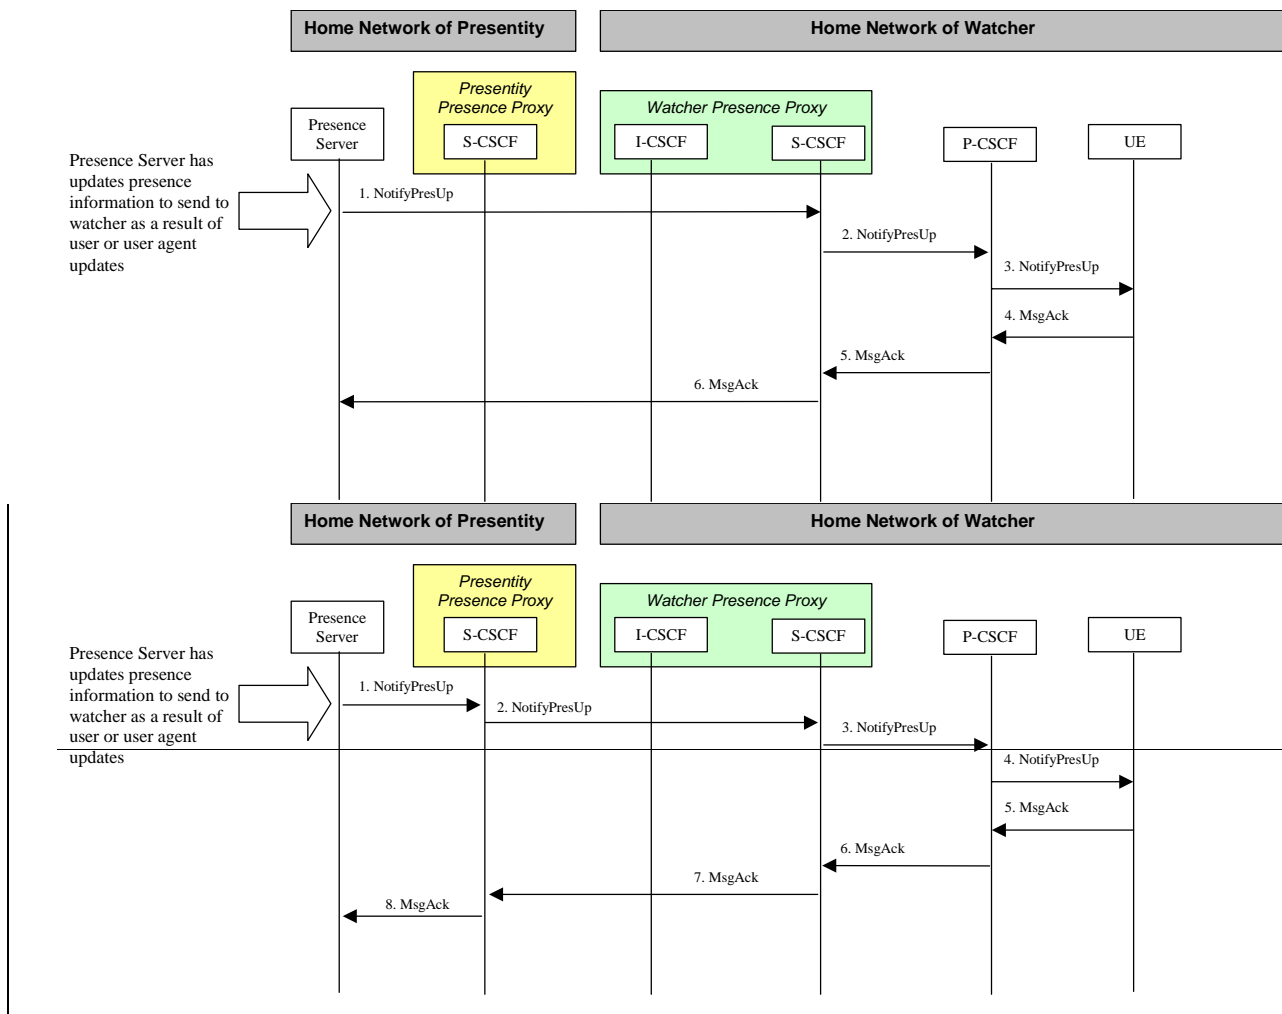 Home Network of Presentity
Home Network of Watcher
Presentity
Presence Proxy
Watcher Presence Proxy
Presence
Server
S-CSCF
I-CSCF
S-CSCF
P-CSCF
UE
Presence Server has
updates presence
information to send to
watcher as a result of
user or user agent
updates
1. NotifyPresUp
2. NotifyPresUp
3. NotifyPresUp
4. MsgAck
5. MsgAck
6. MsgAck
Home Network of Presentity
Home Network of Watcher
Presentity
Presence Proxy
Watcher Presence Proxy
Presence
Server
S-CSCF
I-CSCF
S-CSCF
P-CSCF
UE
Presence Server has
updates presence
information to send to
watcher as a result of
user or user agent
updates
1. NotifyPresUp
2. NotifyPresUp
3. NotifyPresUp
4. NotifyPresUp
5. MsgAck
6. MsgAck
7. MsgAck
8. MsgAck